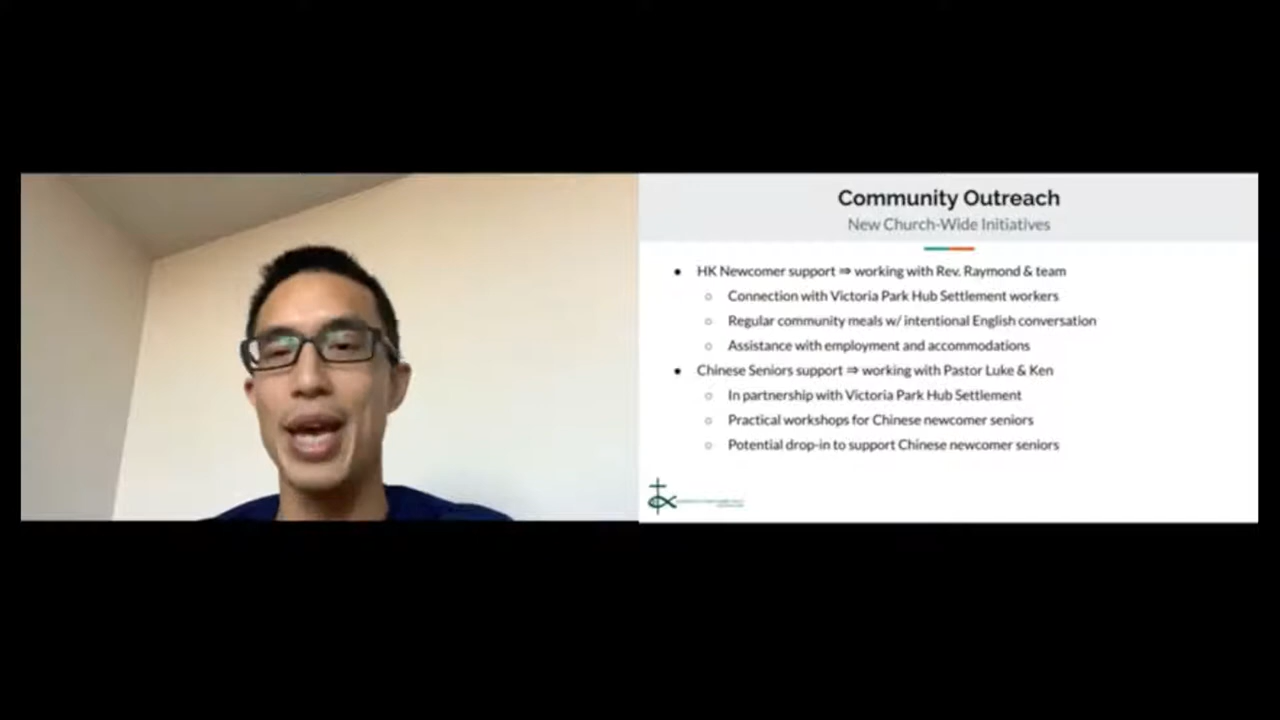 Community Outreach
New Church-Wide Initiatives
● HK Newcomer support ⇒ working with Rev. Raymond & team
○ Connection with Victoria Park Hub Settlement workers
○ Regular community meals w/ intentional English conversation
○ Assistance with employment and accommodations
● Chinese Seniors support ⇒ working with Pastor Luke & Ken
○ In partnership with Victoria Park Hub Settlement
○ Practical workshops for Chinese newcomer seniors
○ Potential drop-in to support Chinese newcomer seniors